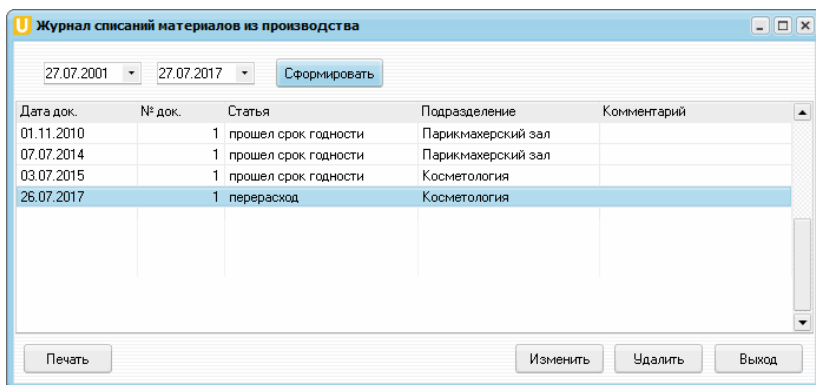 U Журнал списаний материалов из производства
27.07.2001 27.07.2017 Сформировать
Дата док. № док. Статья Подразделение Комментарий
01.11.2010 1 прошел срок годности Парикмахерский зал
07.07.2014 1 прошел срок годности Парикмахерский зал
03.07.2015 1 прошел срок годности Косметология
26.07.2017 1 перерасход Косметология
Печать Изменить Удалить Выход